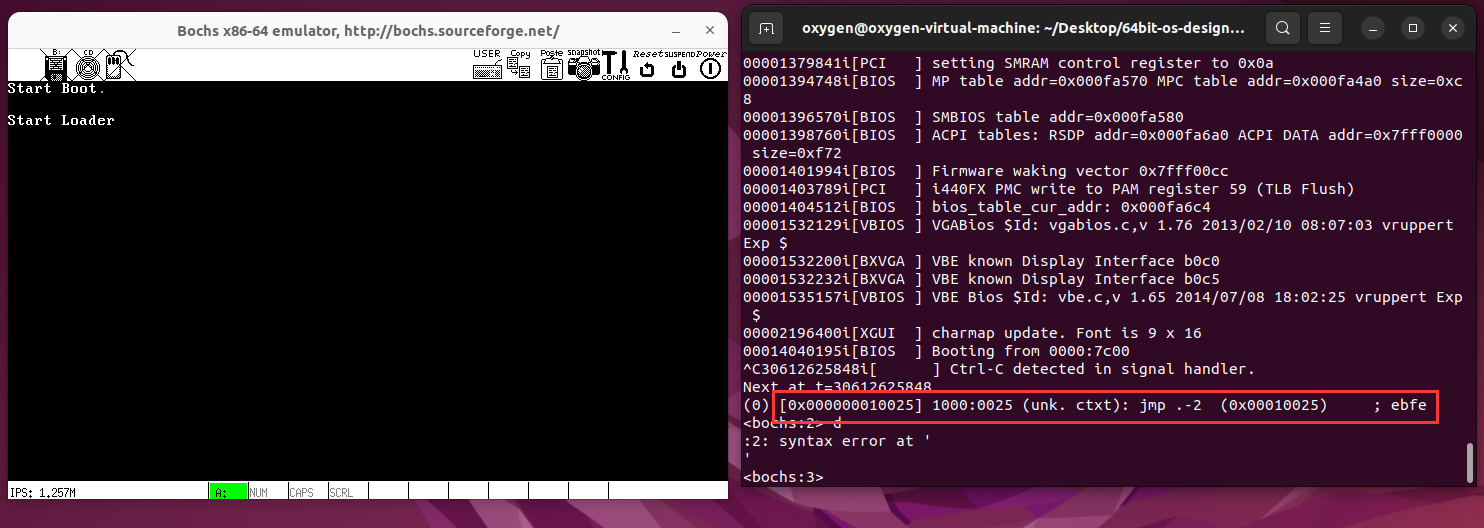 Bochs x86-64 emulator, http://bochs.sourceforge.net/
B:
CD
USER
Copy
Paste
snapshot
CONFIG
Reset
SUSPEND
Power
Start Boot.
Start Loader
IPS: 1.257M
A:
NUM
CAPS
SCRL
oxygen@oxygen-virtual-machine: ~/Desktop/64bit-os-design...
00001379841i[PCI   ] setting SMRAM control register to 0x0a
00001394748i[BIOS  ] MP table addr=0x000fa570 MPC table addr=0x000fa4a0 size=0xc
8
00001396570i[BIOS  ] SMBIOS table addr=0x000fa580
00001398760i[BIOS  ] ACPI tables: RSDP addr=0x000fa6a0 ACPI DATA addr=0x7fff0000
 size=0xf72
00001401994i[BIOS  ] Firmware waking vector 0x7fff00cc
00001403789i[PCI   ] i440FX PMC write to PAM register 59 (TLB Flush)
00001404512i[BIOS  ] bios_table_cur_addr: 0x000fa6c4
00001532129i[VBIOS ] VGABios $Id: vgabios.c,v 1.76 2013/02/10 08:07:03 vruppert
Exp $
00001532200i[BXVGA ] VBE known Display Interface b0c0
00001532232i[BXVGA ] VBE known Display Interface b0c5
00001535157i[VBIOS ] VBE Bios $Id: vbe.c,v 1.65 2014/07/08 18:02:25 vruppert Exp
 $
00002196400i[XGUI  ] charmap update. Font is 9 x 16
00014040195i[BIOS  ] Booting from 0000:7c00
^C30612625848i[      ] Ctrl-C detected in signal handler.
Next at t=30612625848
(0) [0x000000010025] 1000:0025 (unk. ctxt): jmp .-2  (0x00010025)     ; ebfe
<bochs:2> d
:2: syntax error at '
'
<bochs:3>